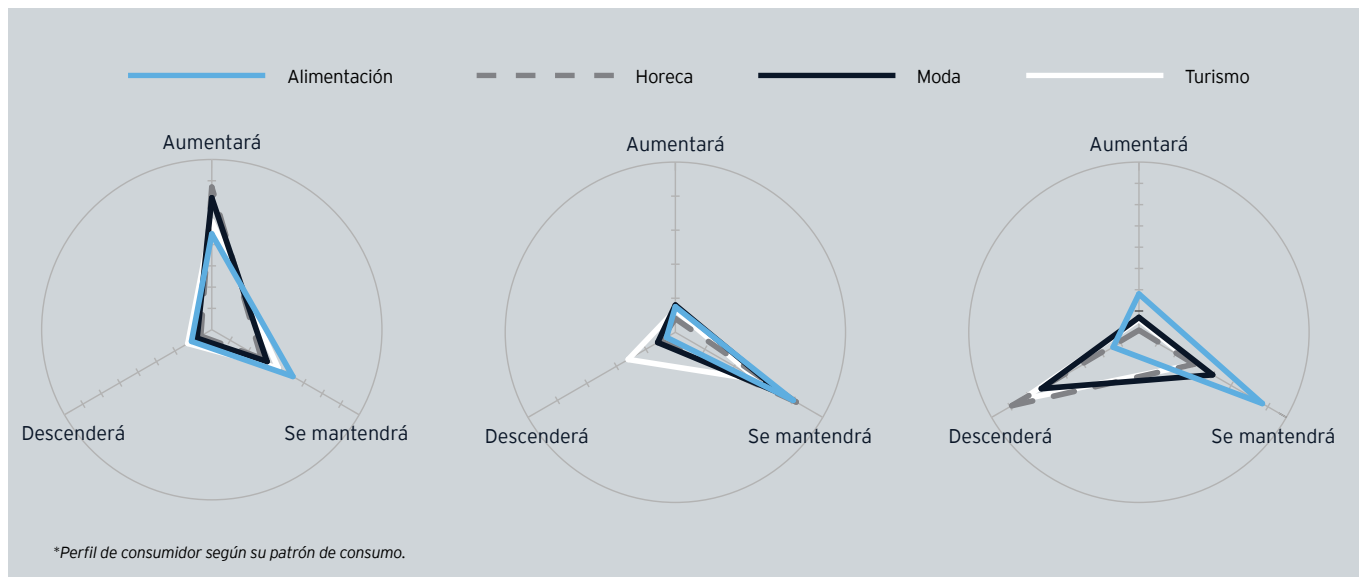 Alimentación Horeca Moda Turismo
Aumentará
Descenderá Se mantendrá
Aumentará
Descenderá Se mantendrá
Aumentará
Descenderá Se mantendrá
*Perfil de consumidor según su patrón de consumo.